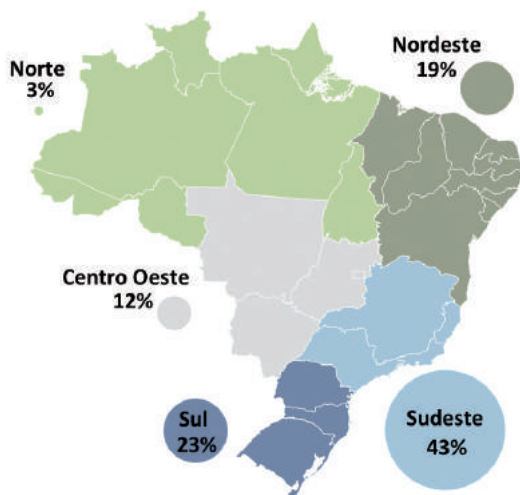 Norte
3%
Nordeste
19%
Centro Oeste
12%
Sul
23%
Sudeste
43%